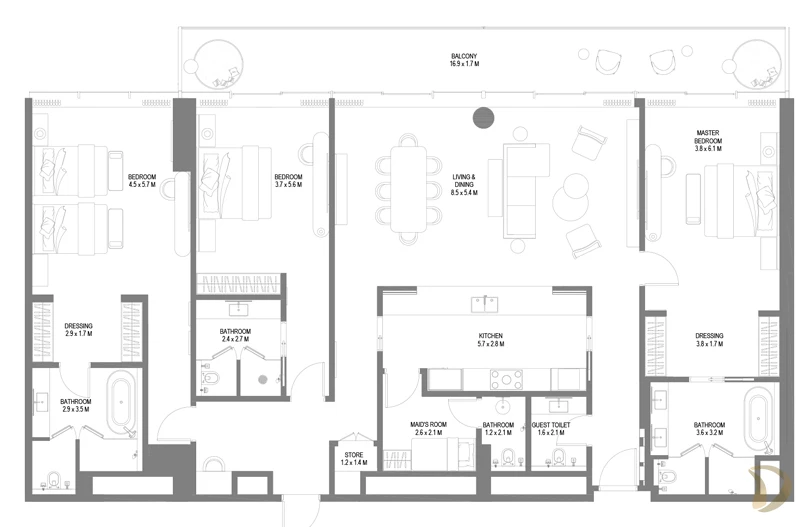 BALCONY
16.9 x 1.7 M
MASTER
BEDROOM
3.8 x 6.1 M
BEDROOM
4.5 x 5.7 M
BEDROOM
3.7 x 5.6 M
LIVING &
DINING
8.5 x 5.4 M
DRESSING
2.9 x 1.7 M
BATHROOM
2.4 x 2.7 M
KITCHEN
5.7 x 2.8 M
DRESSING
3.8 x 1.7 M
BATHROOM
2.9 x 3.5 M
MAID'S ROOM
2.6 x 2.1 M
BATHROOM
1.2 x 2.1 M
GUEST TOILET
1.6 x 2.1 M
BATHROOM
3.6 x 3.2 M
STORE
1.2 x 1.4 M